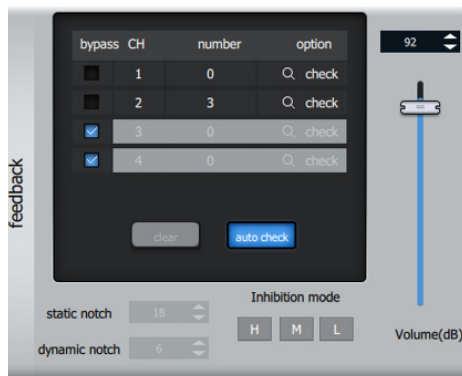 bypass CH number option
1 0 check
2 3 check
3 0 check
4 0 check
clear auto check
feedback
static notch 18
dynamic notch 6
Inhibition mode
H M L
92
Volume(dB)